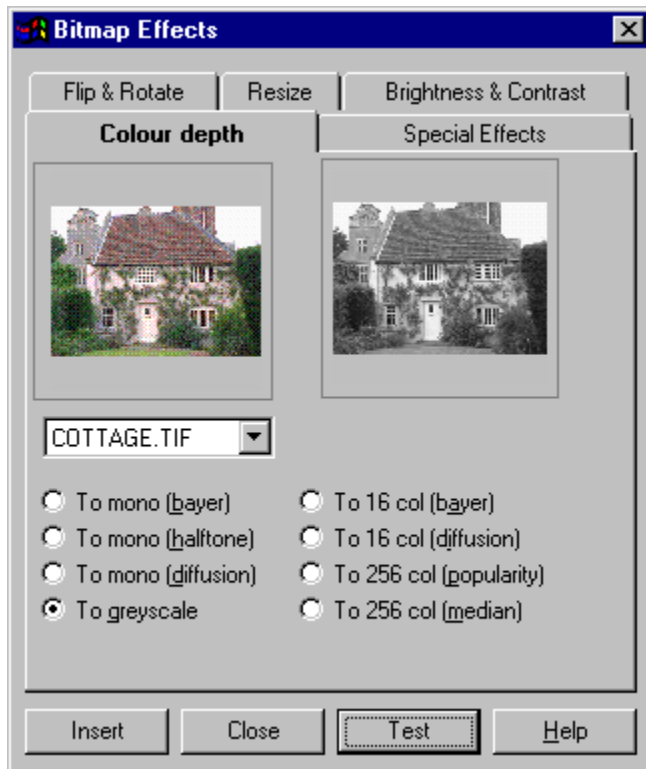 Bitmap Effects
Flip & Rotate Resize Brightness & Contrast
Colour depth Special Effects
COTTAGE.TIF
To mono (bayer) To 16 col (bayer)
To mono (halftone) To 16 col (diffusion)
To mono (diffusion) To 256 col (popularity)
To greyscale To 256 col (median)
Insert Close Test Help